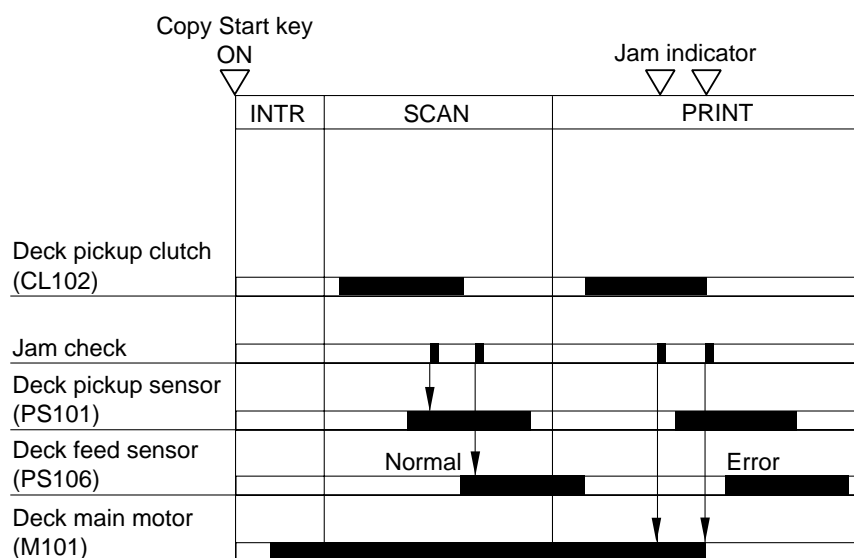 Copy Start key
ON
Jam indicator
INTR
SCAN
PRINT
Deck pickup clutch
(CL102)
Jam check
Deck pickup sensor
(PS101)
Deck feed sensor
(PS106)
Normal
Error
Deck main motor
(M101)